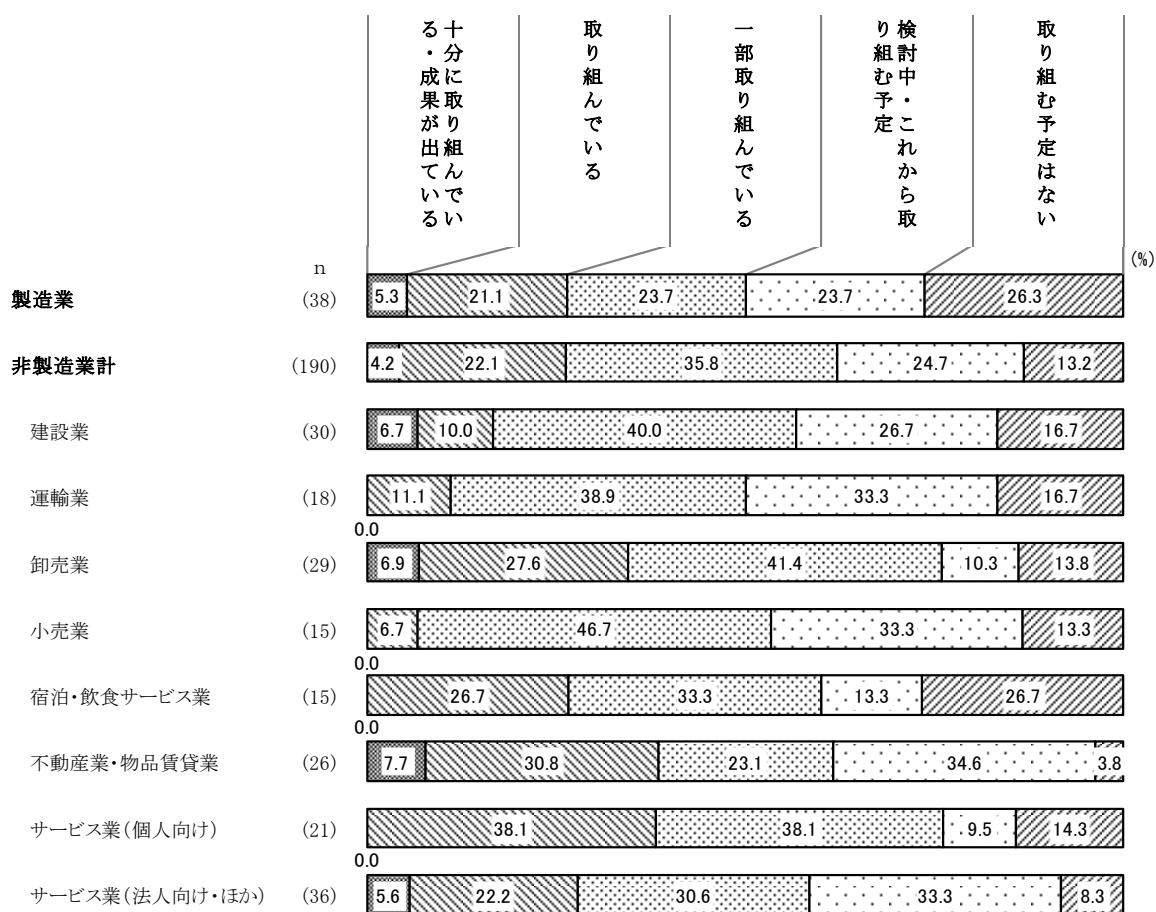 十分に取り組んでい
る・成果が出ている
取り組んでいる
一部取り組んでいる
検討中・これから取
り組む予定
取り組む予定はない
(%)
n
製造業 (38) 5.3 21.1 23.7 23.7 26.3
非製造業計 (190) 4.2 22.1 35.8 24.7 13.2
建設業 (30) 6.7 10.0 40.0 26.7 16.7
運輸業 (18) 11.1 38.9 33.3 16.7
0.0
卸売業 (29) 6.9 27.6 41.4 10.3 13.8
小売業 (15) 6.7 46.7 33.3 13.3
0.0
宿泊・飲食サービス業 (15) 26.7 33.3 13.3 26.7
0.0
不動産業・物品賃貸業 (26) 7.7 30.8 23.1 34.6 3.8
サービス業(個人向け) (21) 38.1 38.1 9.5 14.3
0.0
サービス業(法人向け・ほか) (36) 5.6 22.2 30.6 33.3 8.3